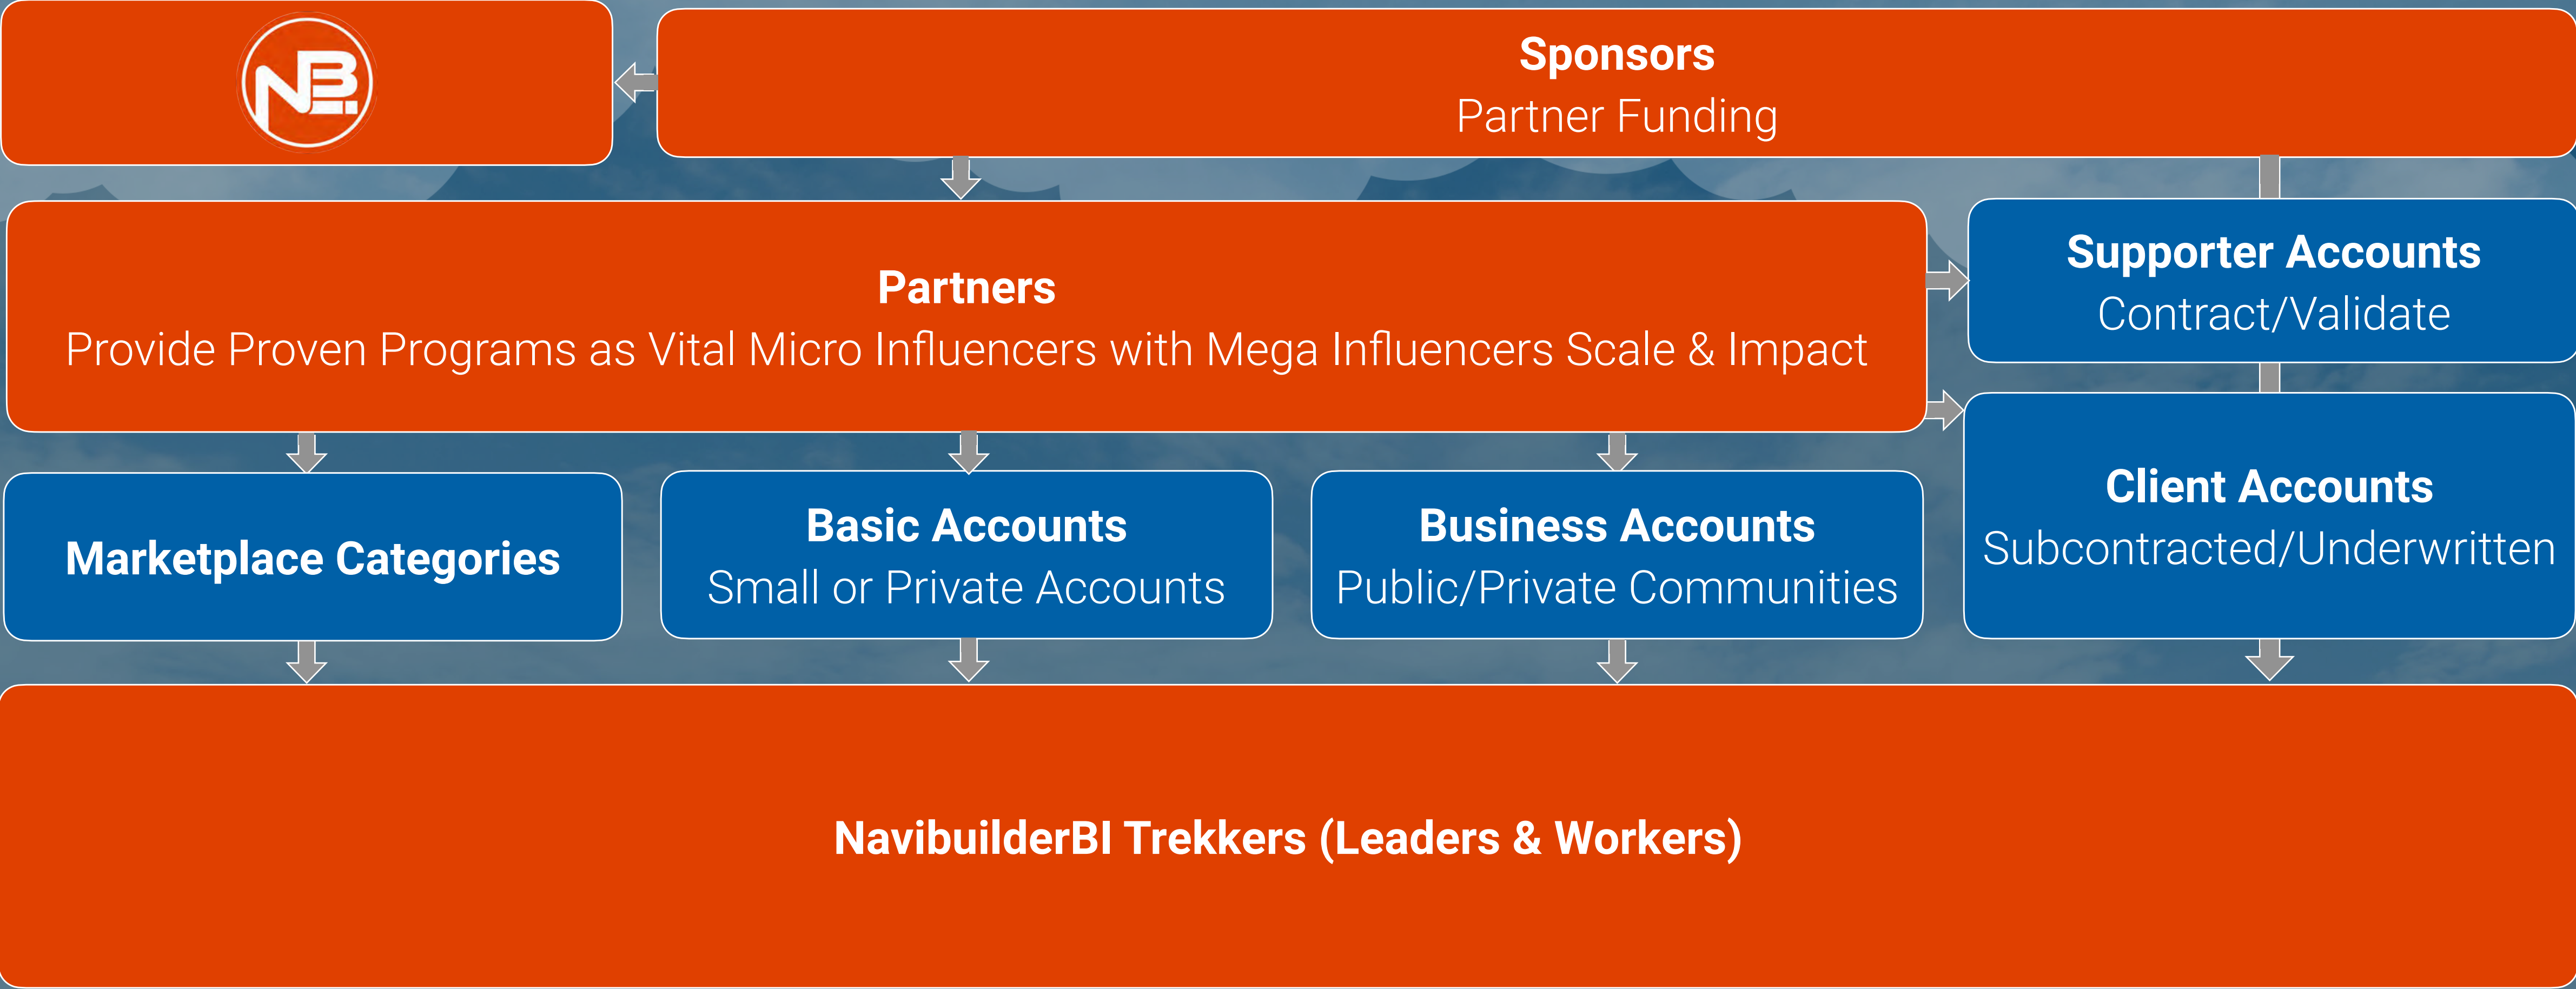 NBI
Sponsors
Partner Funding
Partners
Provide Proven Programs as Vital Micro Influencers with Mega Influencers Scale & Impact
Supporter Accounts
Contract/Validate
Marketplace Categories
Basic Accounts
Small or Private Accounts
Business Accounts
Public/Private Communities
Client Accounts
Subcontracted/Underwritten
NavibuilderBI Trekkers (Leaders & Workers)